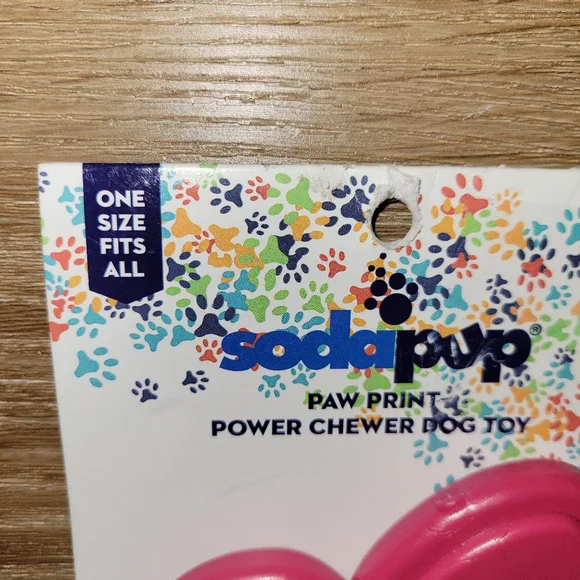 ONE
SIZE
FITS
ALL
sodapup®
PAW PRINT
POWER CHEWER DOG TOY